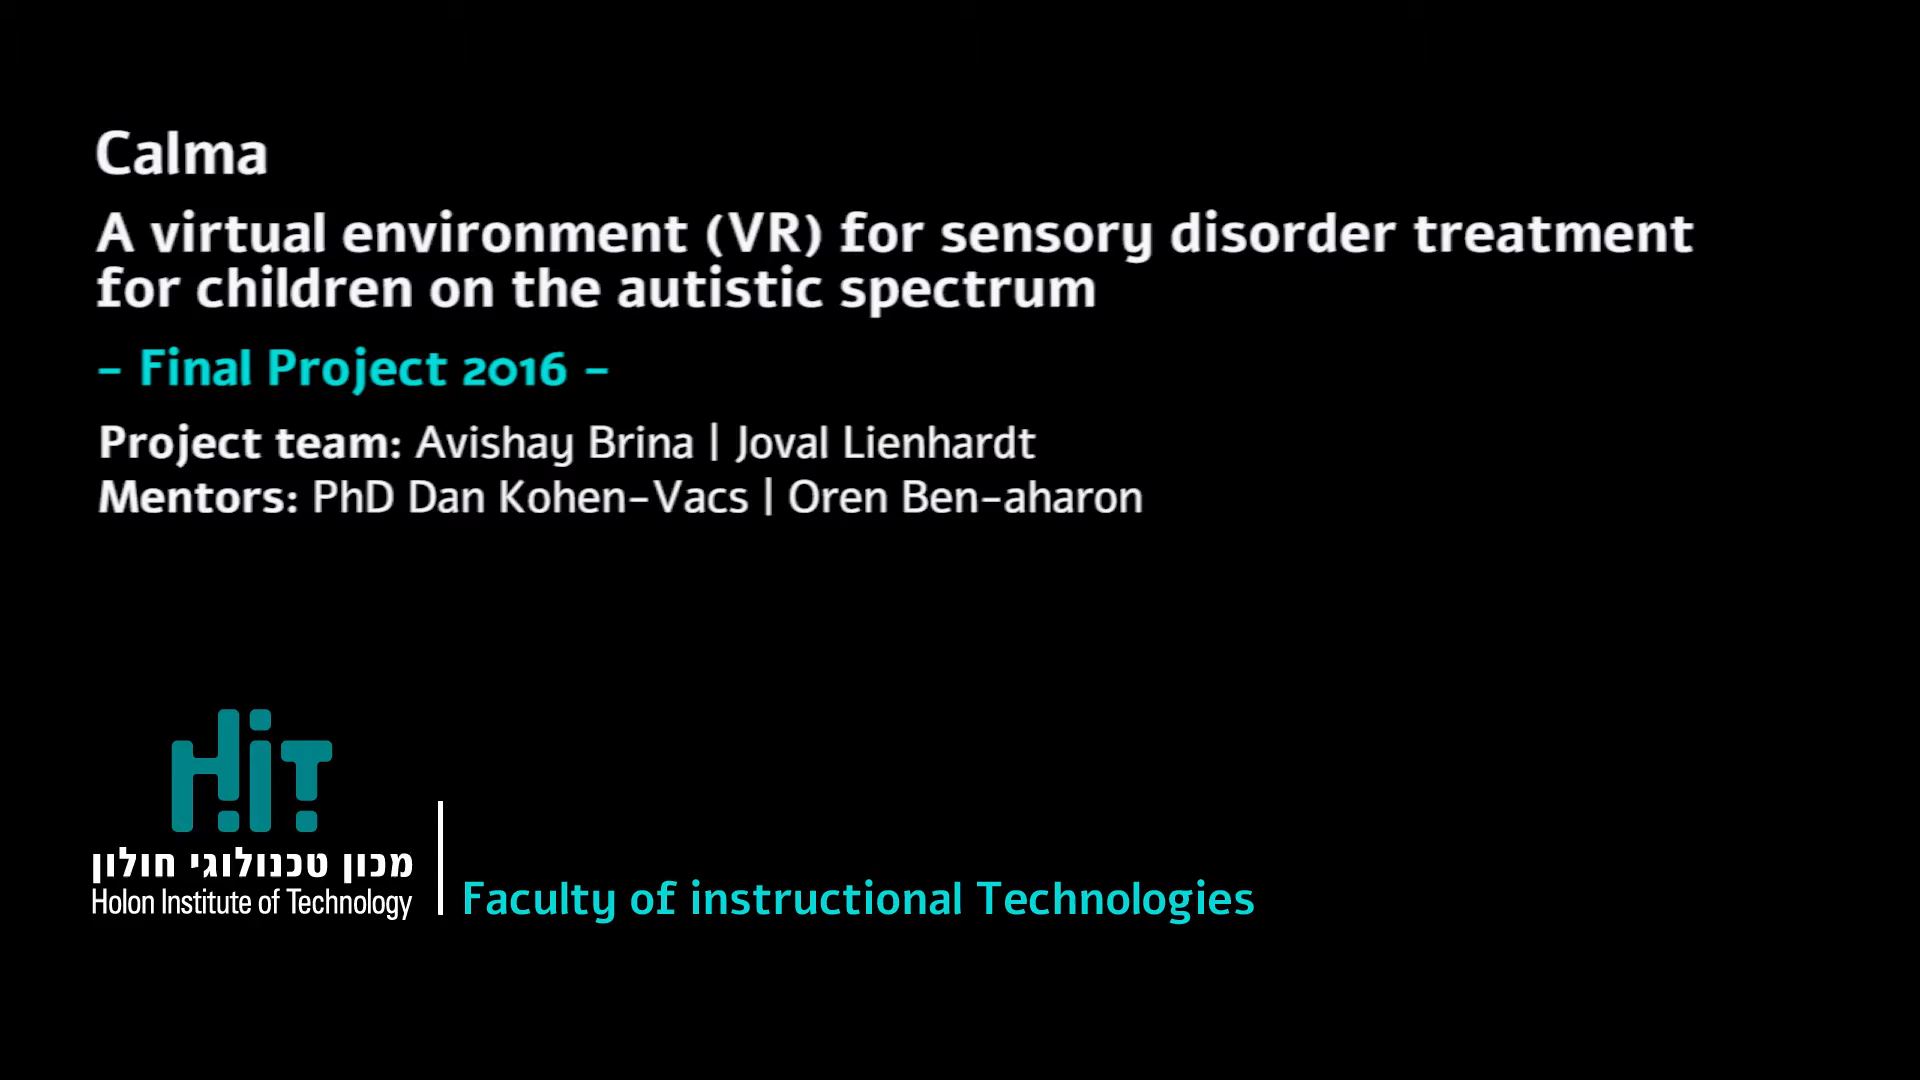 Calma
A virtual environment (VR) for sensory disorder treatment
for children on the autistic spectrum
- Final Project 2016 -
Project team: Avishay Brina | Joval Lienhardt
Mentors: PhD Dan Kohen-Vacs | Oren Ben-aharon
HiT
מכון טכנולוגי חולון
Holon Institute of Technology
Faculty of instructional Technologies